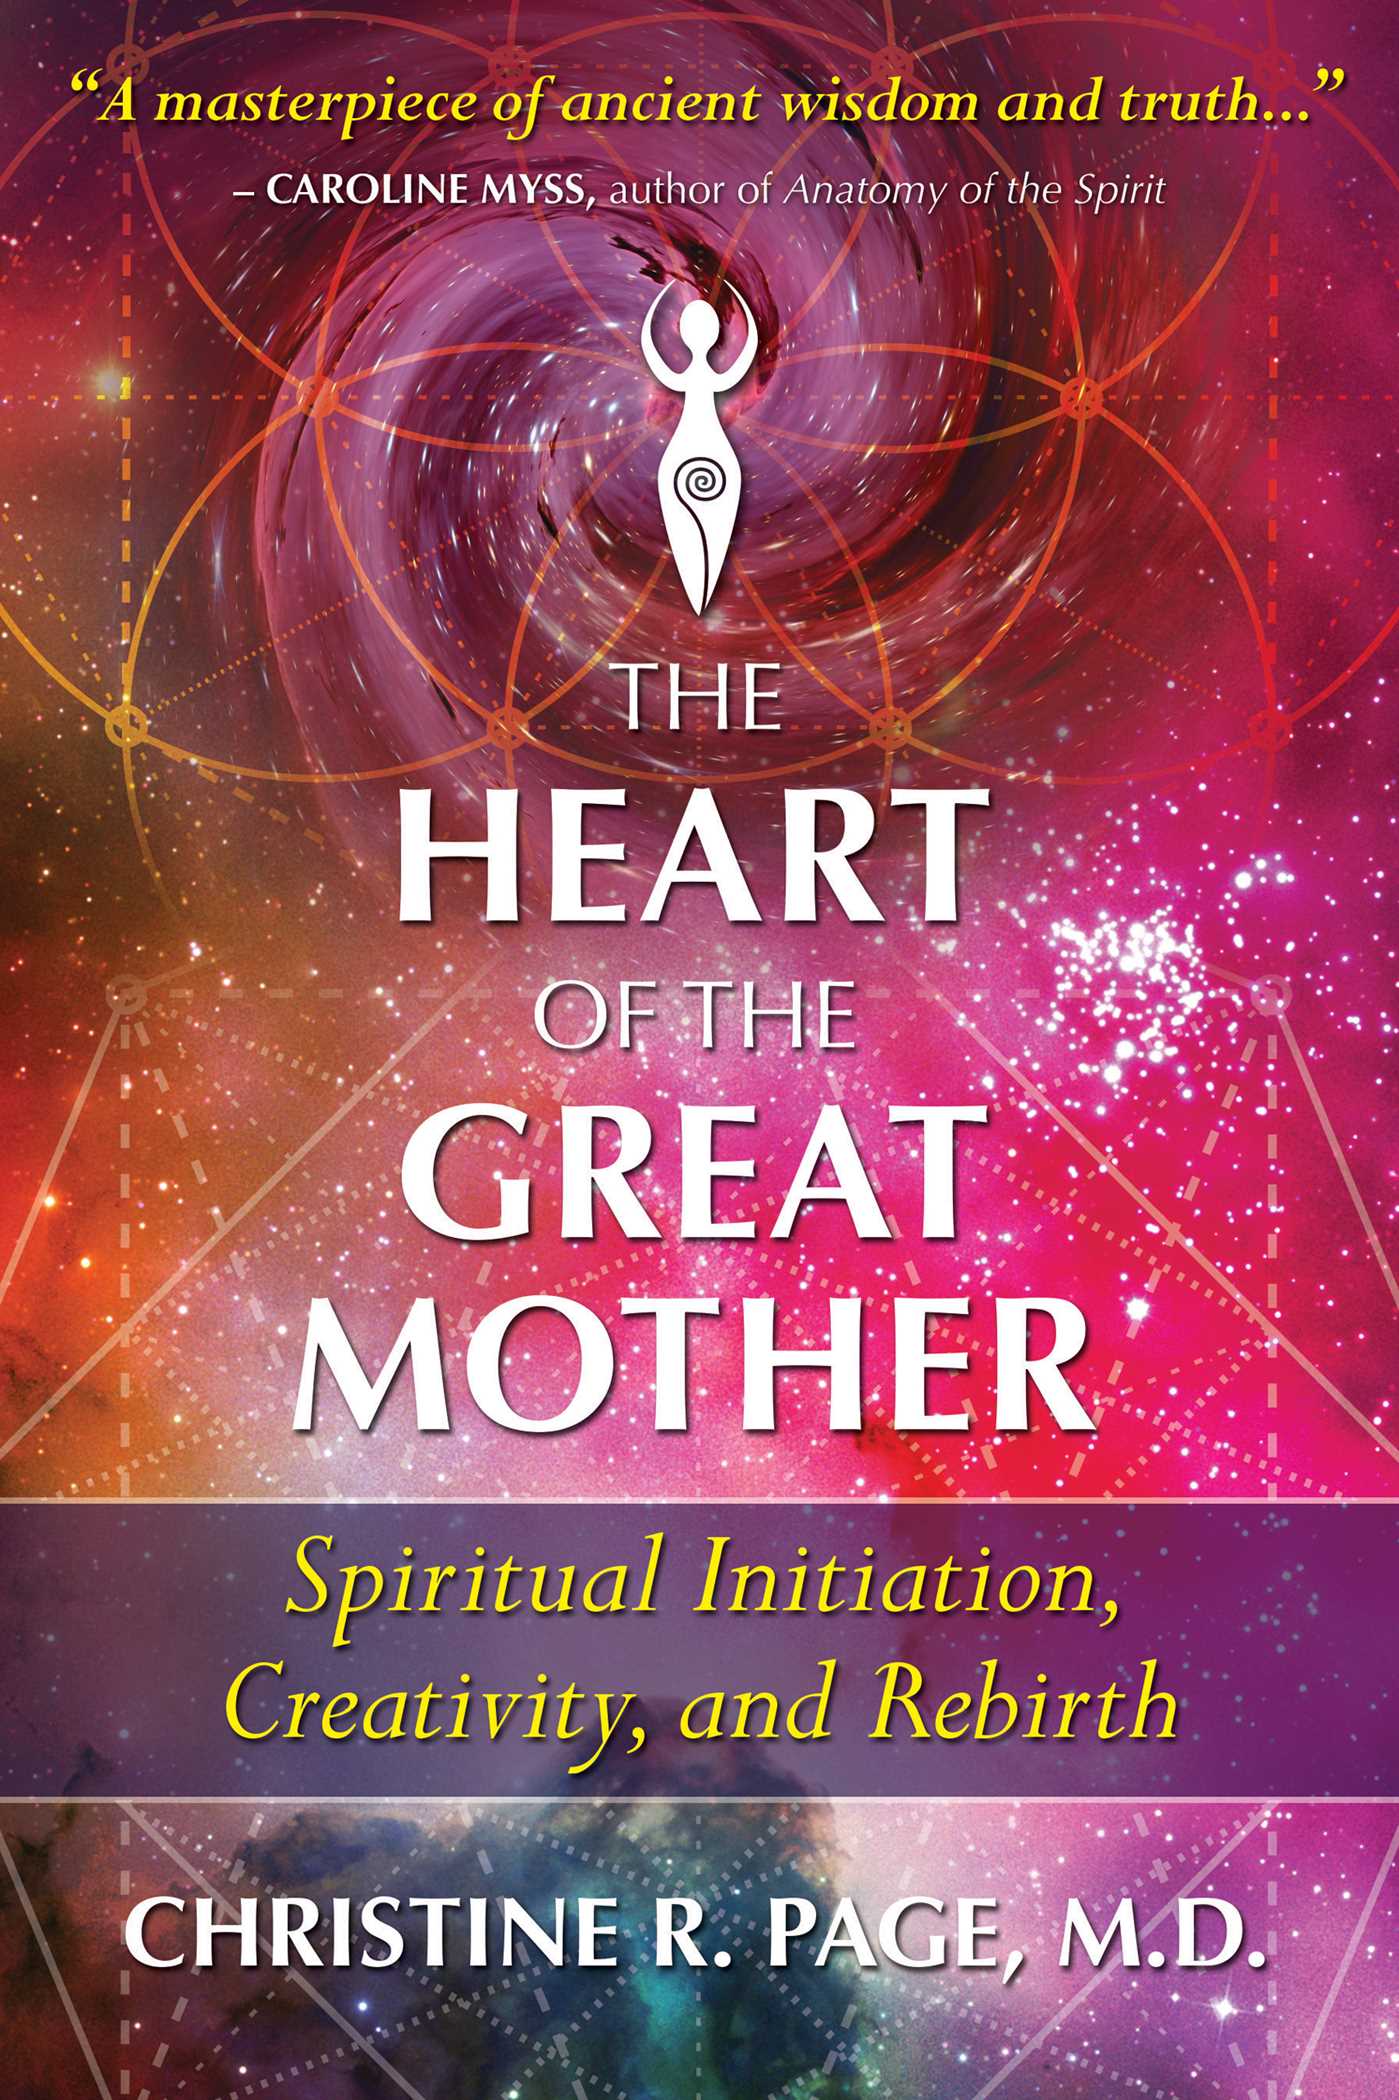 “A masterpiece of ancient wisdom and truth...”
– CAROLINE MYSS, author of Anatomy of the Spirit
THE
HEART
OF THE
GREAT
MOTHER
Spiritual Initiation,
Creativity, and Rebirth
CHRISTINE R. PAGE, M.D.